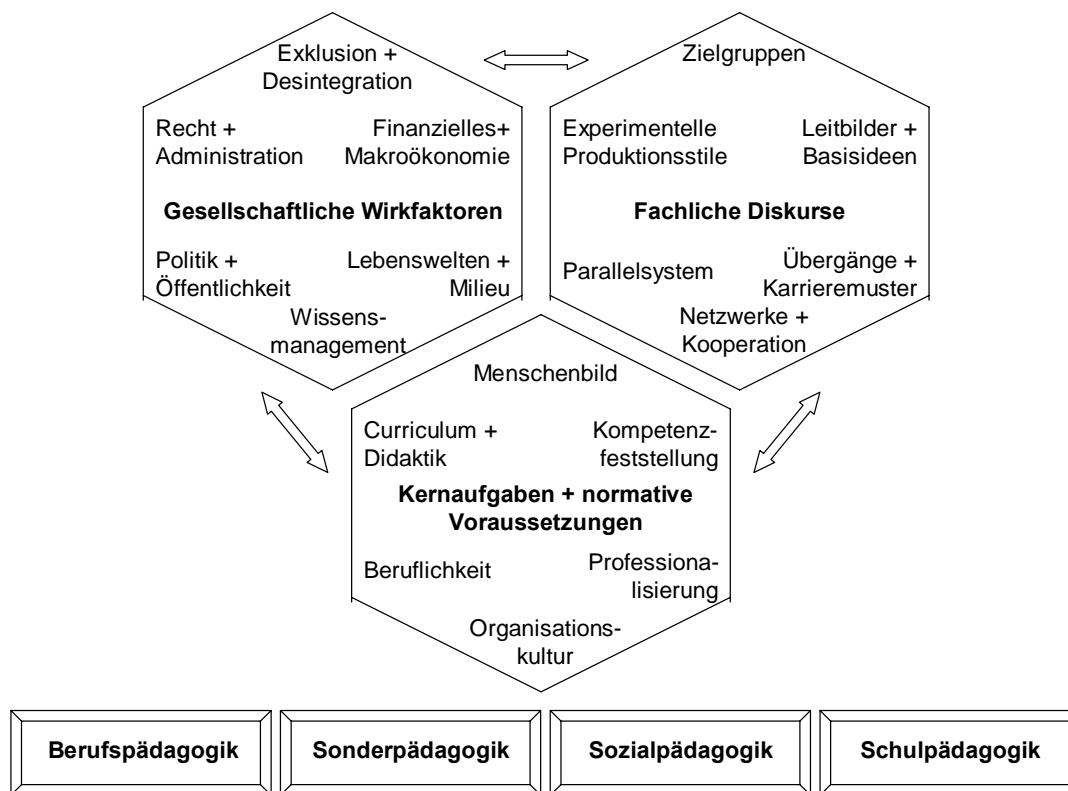 Exklusion +
Desintegration
Recht +
Administration
Finanzielles+
Makroökonomie
Gesellschaftliche Wirkfaktoren
Politik +
Öffentlichkeit
Lebenswelten +
Milieu
Wissens-
management
Zielgruppen
Experimentelle
Produktionsstile
Leitbilder +
Basisideen
Fachliche Diskurse
Parallelsystem
Übergänge +
Karrieremuster
Netzwerke +
Kooperation
Menschenbild
Curriculum +
Didaktik
Kompetenz-
feststellung
Kernaufgaben + normative
Voraussetzungen
Beruflichkeit
Professiona-
lisierung
Organisations-
kultur
Berufspädagogik
Sonderpädagogik
Sozialpädagogik
Schulpädagogik